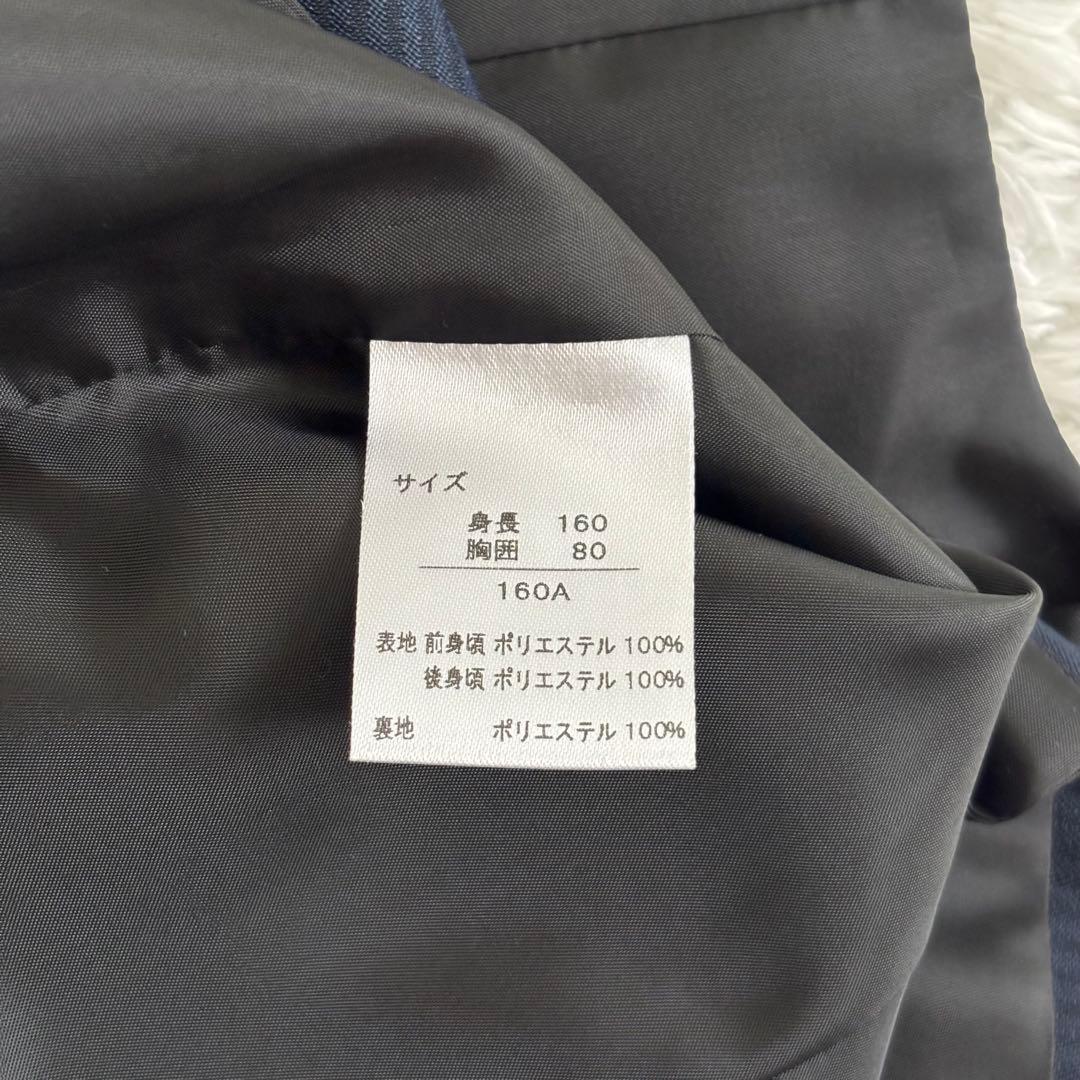 サイズ
身長 160
胸囲 80
160A
表地 前身頃 ポリエステル 100%
後身頃 ポリエステル 100%
裏地 ポリエステル 100%